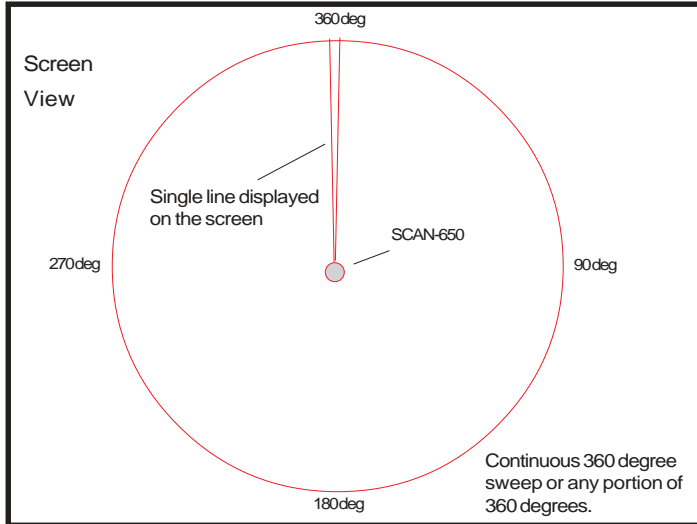 360deg
Screen
View
Single line displayed
on the screen
SCAN-650
270deg
90deg
Continuous 360 degree
sweep or any portion of
360 degrees.
180deg